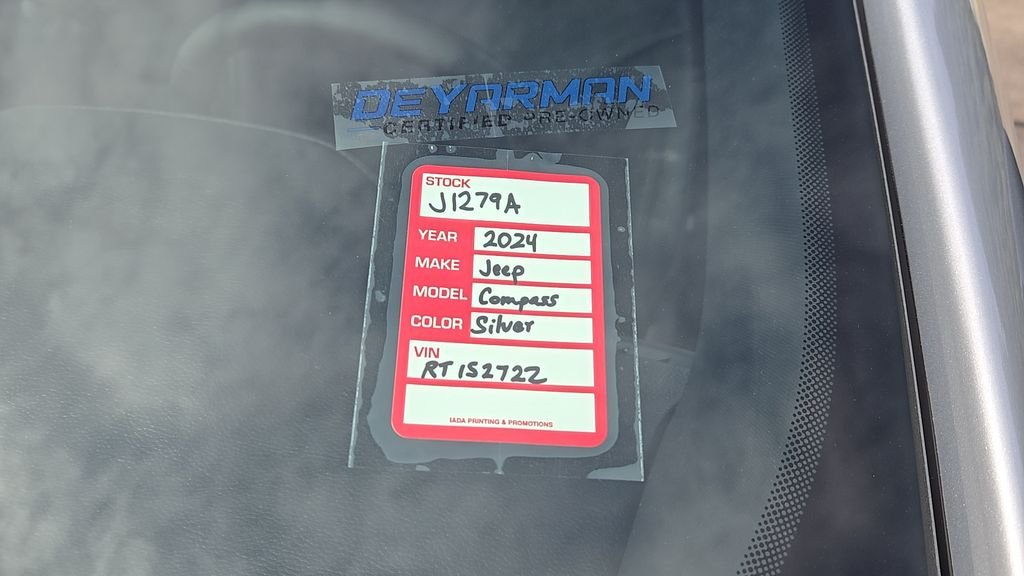 DEYARMAN
CERTIFIED PRE-OWNED
STOCK
J1279A
YEAR 2024
MAKE Jeep
MODEL Compass
COLOR Silver
VIN
RT152722
IADA PRINTING & PROMOTIONS